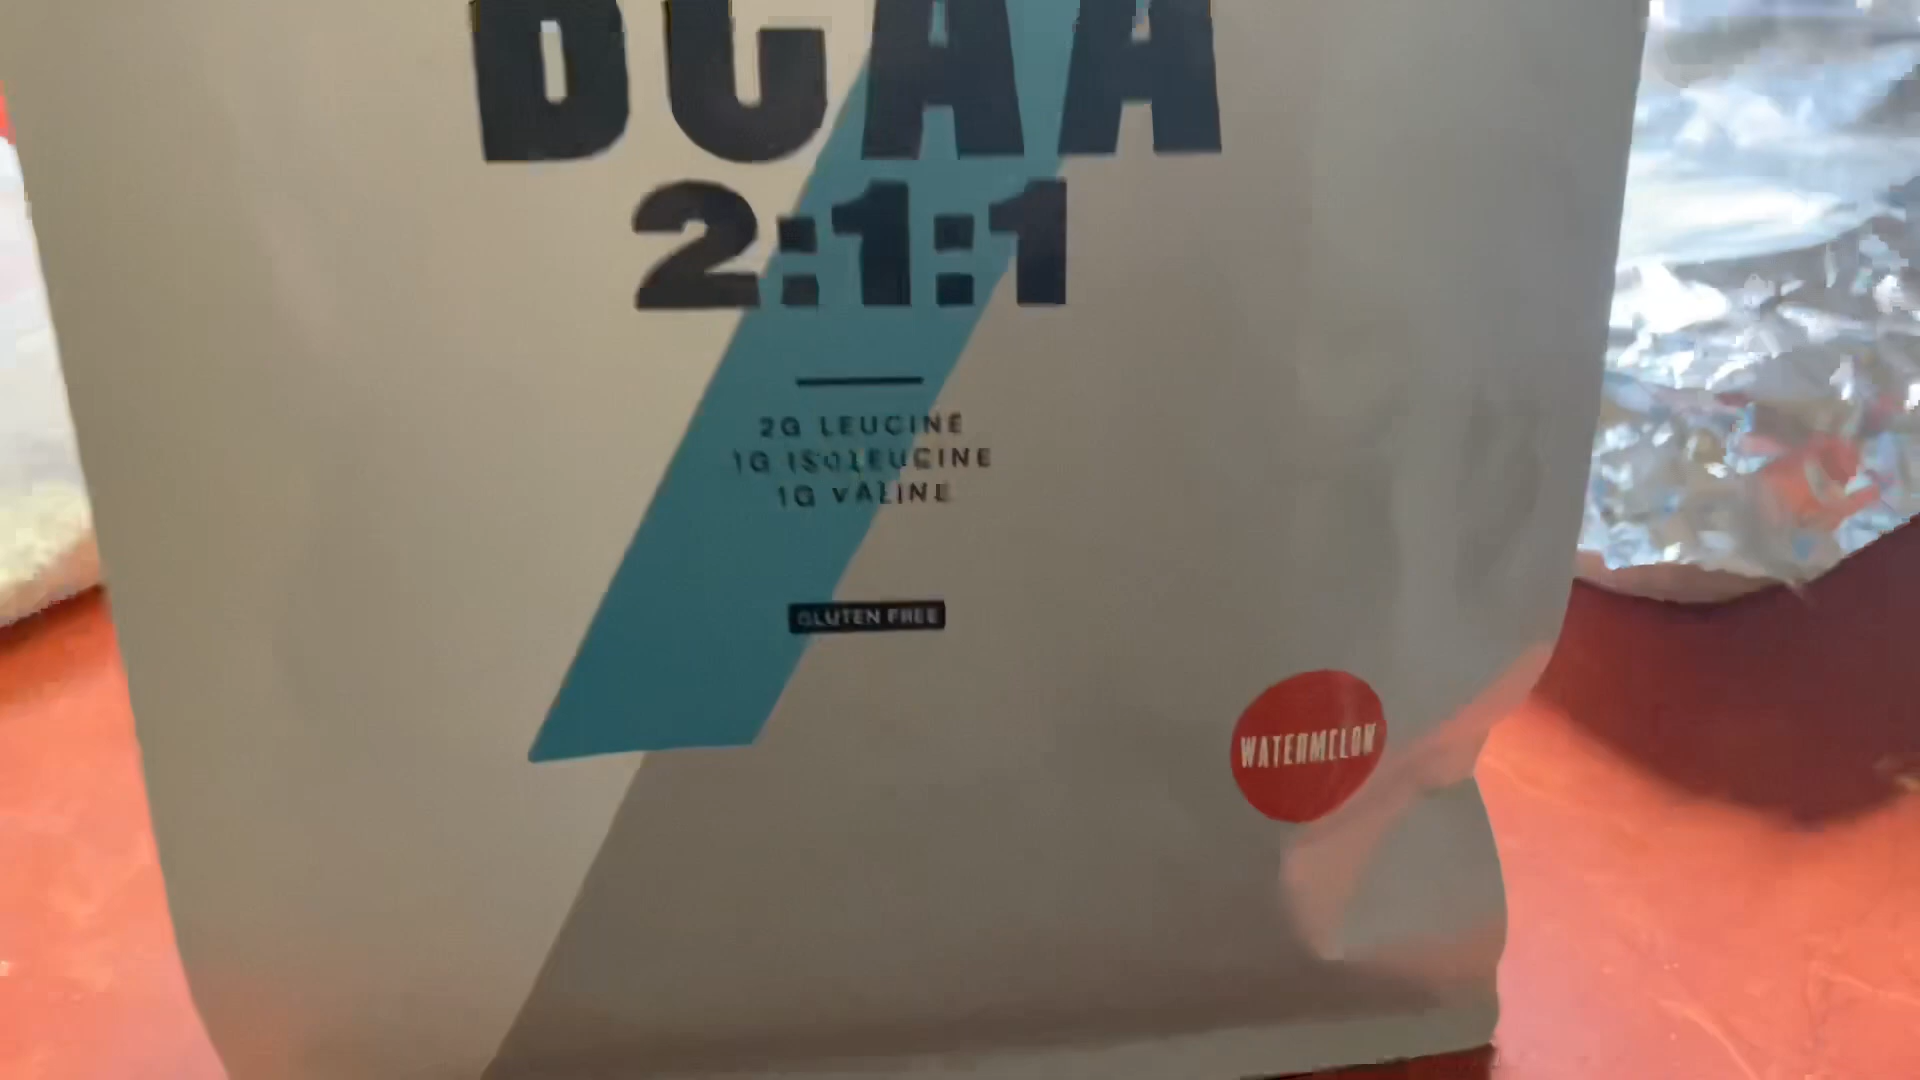 BCAA
2:1:1
2G LEUCINE
1G ISOLEUCINE
1G VALINE
GLUTEN FREE
WATERMELON